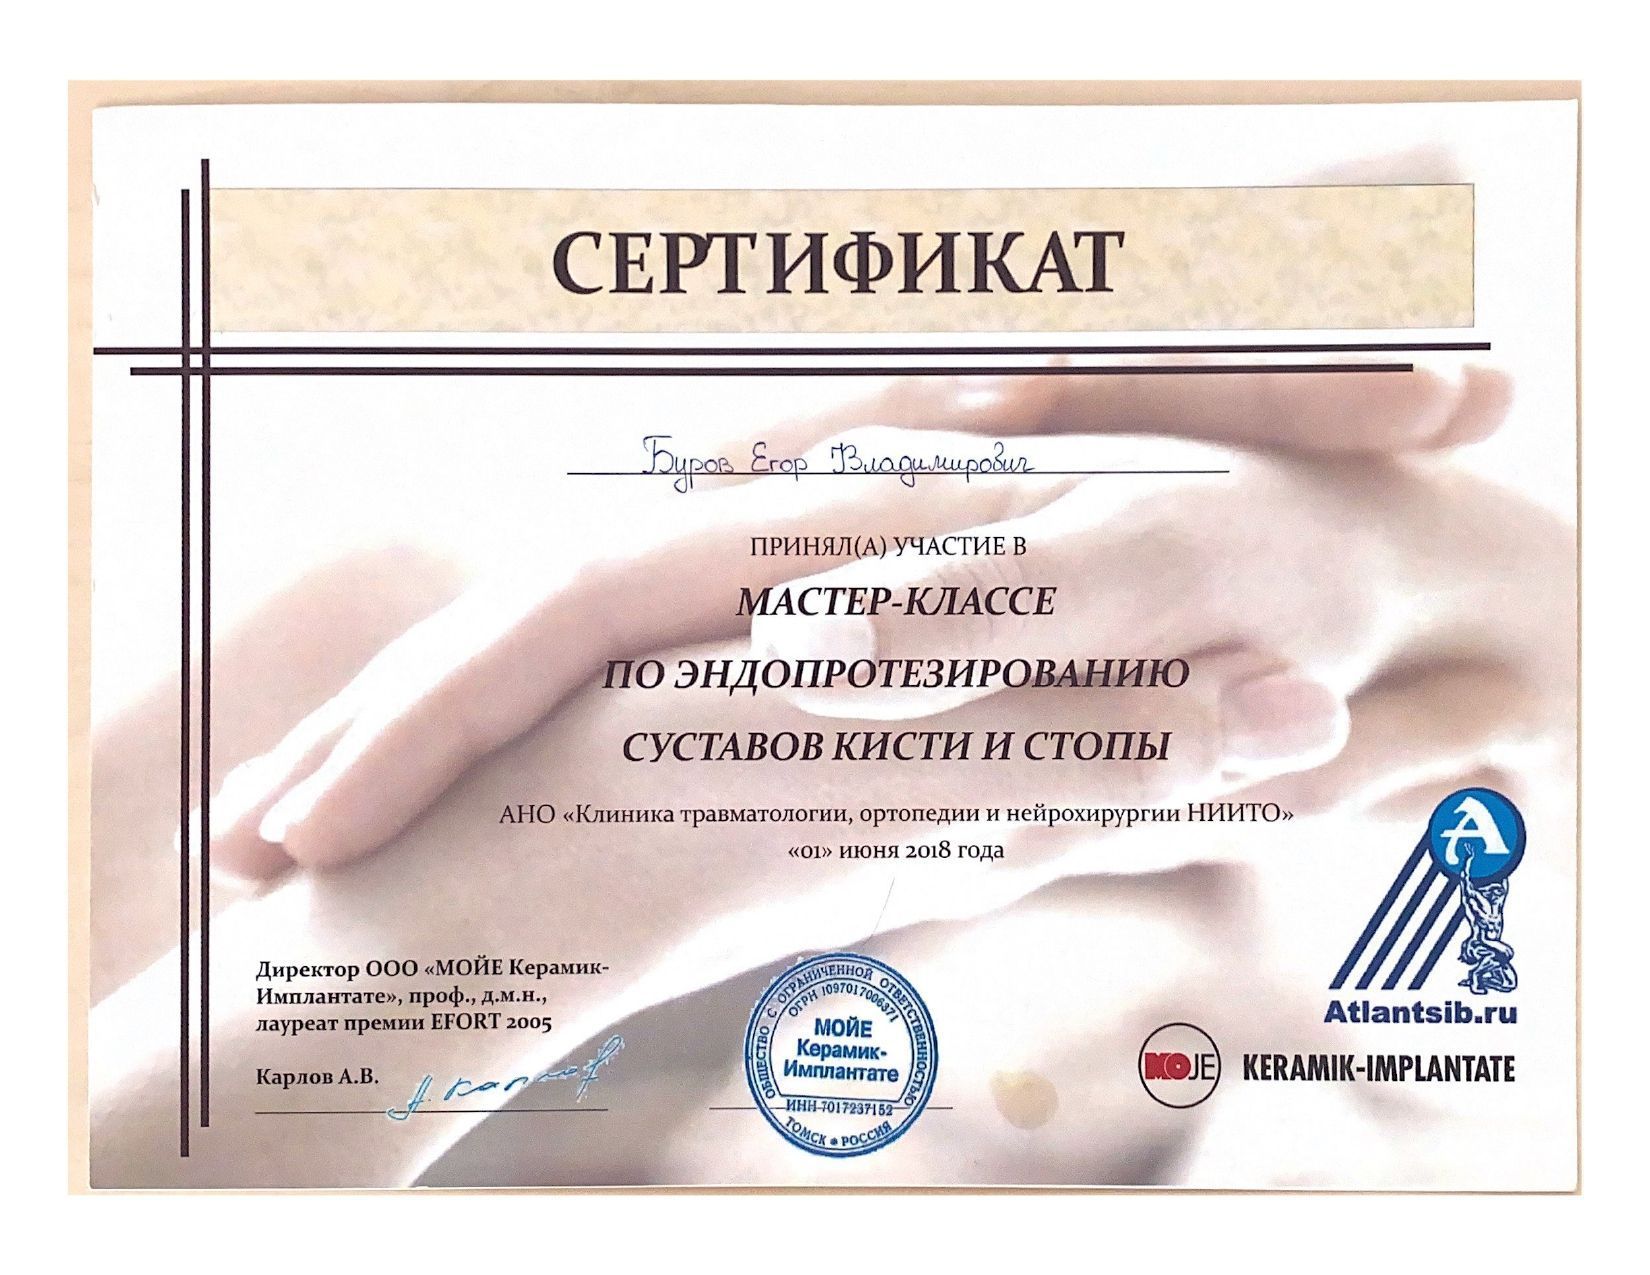 СЕРТИФИКАТ
Буров Егор Владимирович
ПРИНЯЛ(А) УЧАСТИЕ В
МАСТЕР-КЛАССЕ
ПО ЭНДОПРОТЕЗИРОВАНИЮ
СУСТАВОВ КИСТИ И СТОПЫ
АНО «Клиника травматологии, ортопедии и нейрохирургии НИИТО»
«01» июня 2018 года
Директор ООО «МОЙЕ Керамик-
Имплантате», проф., д.м.н.,
лауреат премии EFORT 2005
Карлов А.В.
А. Карлов
ОБЩЕСТВО С ОГРАНИЧЕННОЙ ОТВЕТСТВЕННОСТЬЮ
ОГРН 1097017006371
МОЙЕ
Керамик-
Имплантате
ИНН 7017237152
ТОМСК * РОССИЯ
А
Atlantsib.ru
MOJE
KERAMIK-IMPLANTATE